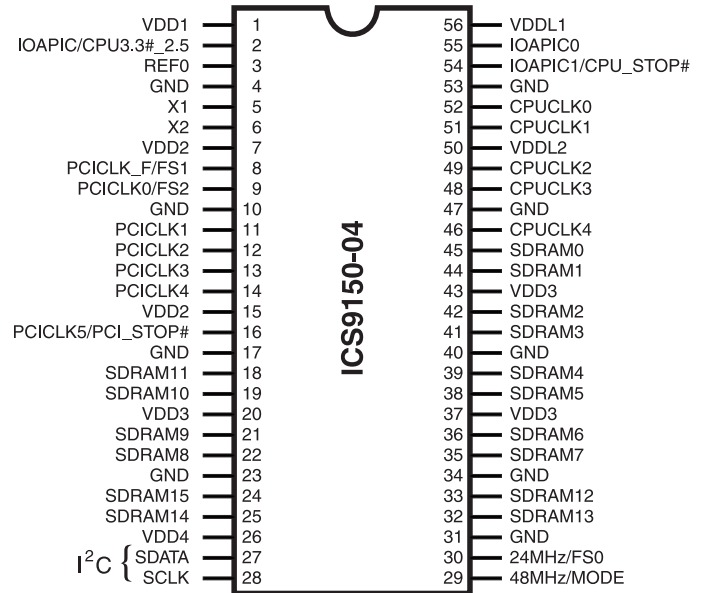 VDD1 1 56 VDDL1
IOAPIC/CPU3.3#_2.5 2 55 IOAPIC0
REF0 3 54 IOAPIC1/CPU_STOP#
GND 4 53 GND
X1 5 52 CPUCLK0
X2 6 51 CPUCLK1
VDD2 7 50 VDDL2
PCICLK_F/FS1 8 49 CPUCLK2
PCICLK0/FS2 9 48 CPUCLK3
GND 10 47 GND
PCICLK1 11 46 CPUCLK4
PCICLK2 12 45 SDRAM0
PCICLK3 13 44 SDRAM1
PCICLK4 14 43 VDD3
VDD2 15 42 SDRAM2
PCICLK5/PCI_STOP# 16 41 SDRAM3
GND 17 40 GND
SDRAM11 18 39 SDRAM4
SDRAM10 19 38 SDRAM5
VDD3 20 37 VDD3
SDRAM9 21 36 SDRAM6
SDRAM8 22 35 SDRAM7
GND 23 34 GND
SDRAM15 24 33 SDRAM12
SDRAM14 25 32 SDRAM13
VDD4 26 31 GND
I²C { SDATA 27 30 24MHz/FS0
SCLK 28 29 48MHz/MODE
ICS9150-04